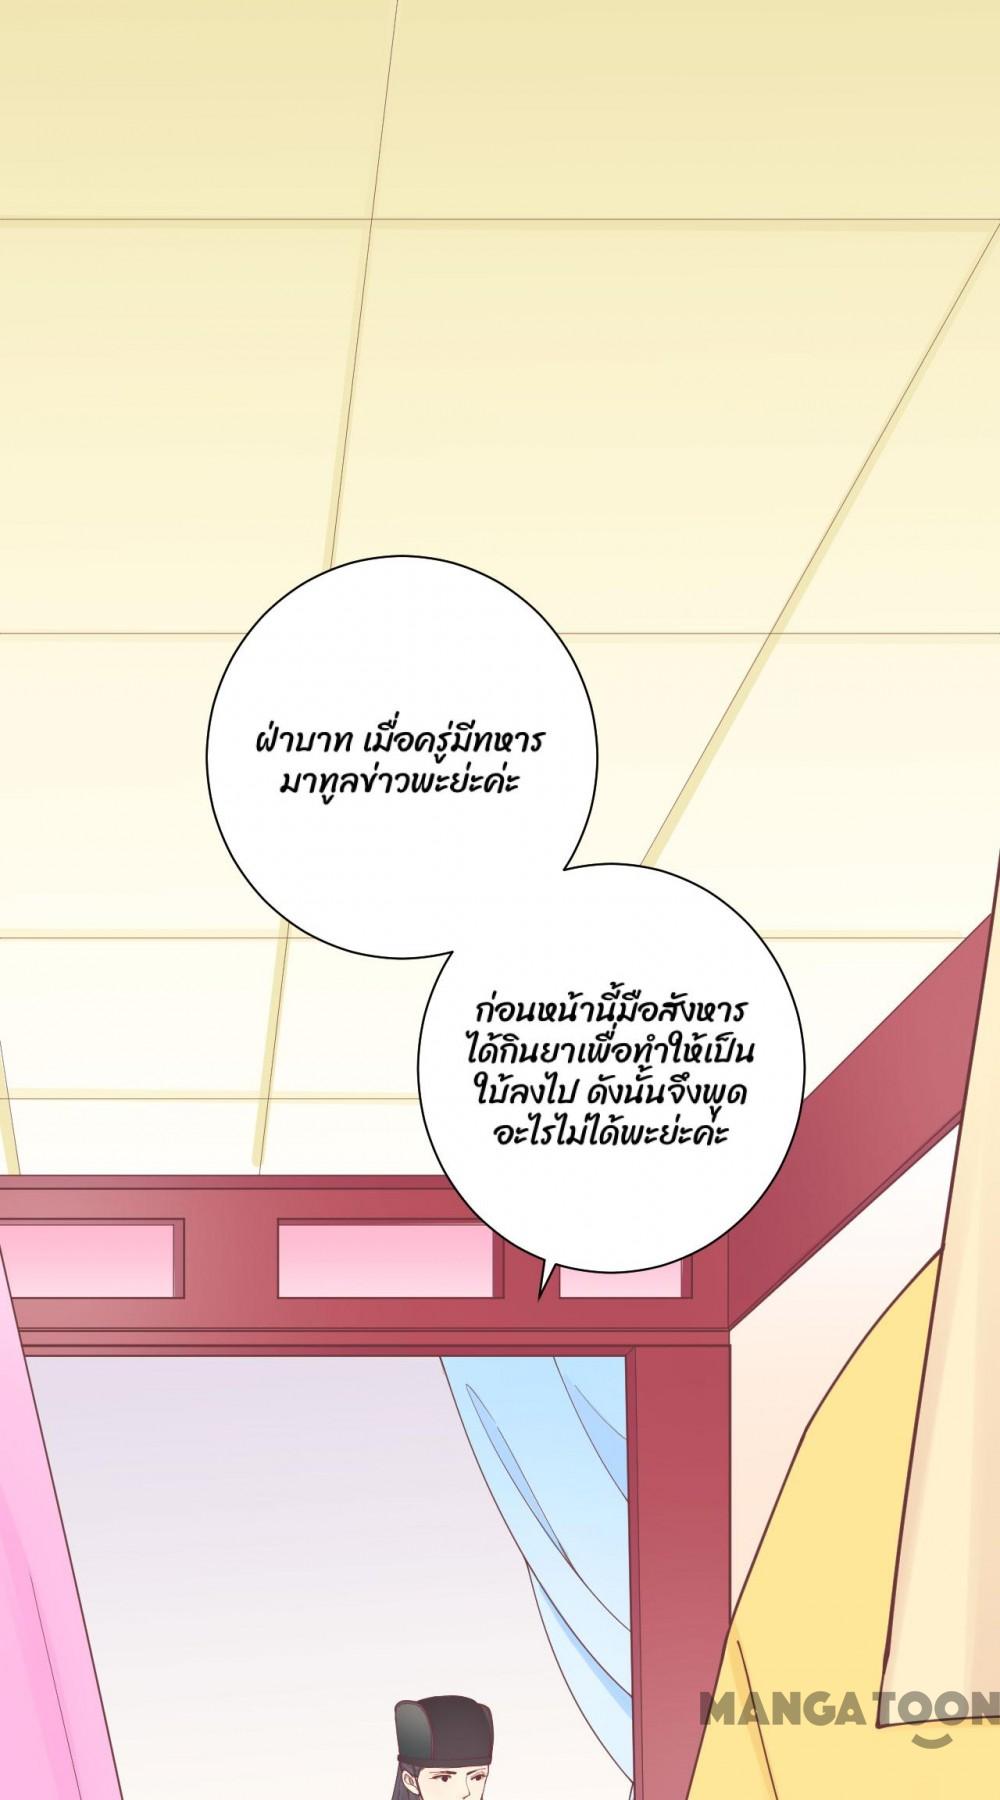 ฝ่าบาท เมื่อครู่มีทหาร
มาทูลข่าวพะย่ะค่ะ
ก่อนหน้านี้มือสังหาร
ได้กินยาเพื่อทำให้เป็น
ใบ้ลงไป ดังนั้นจึงพูด
อะไรไม่ได้พะย่ะค่ะ
MANGATOON